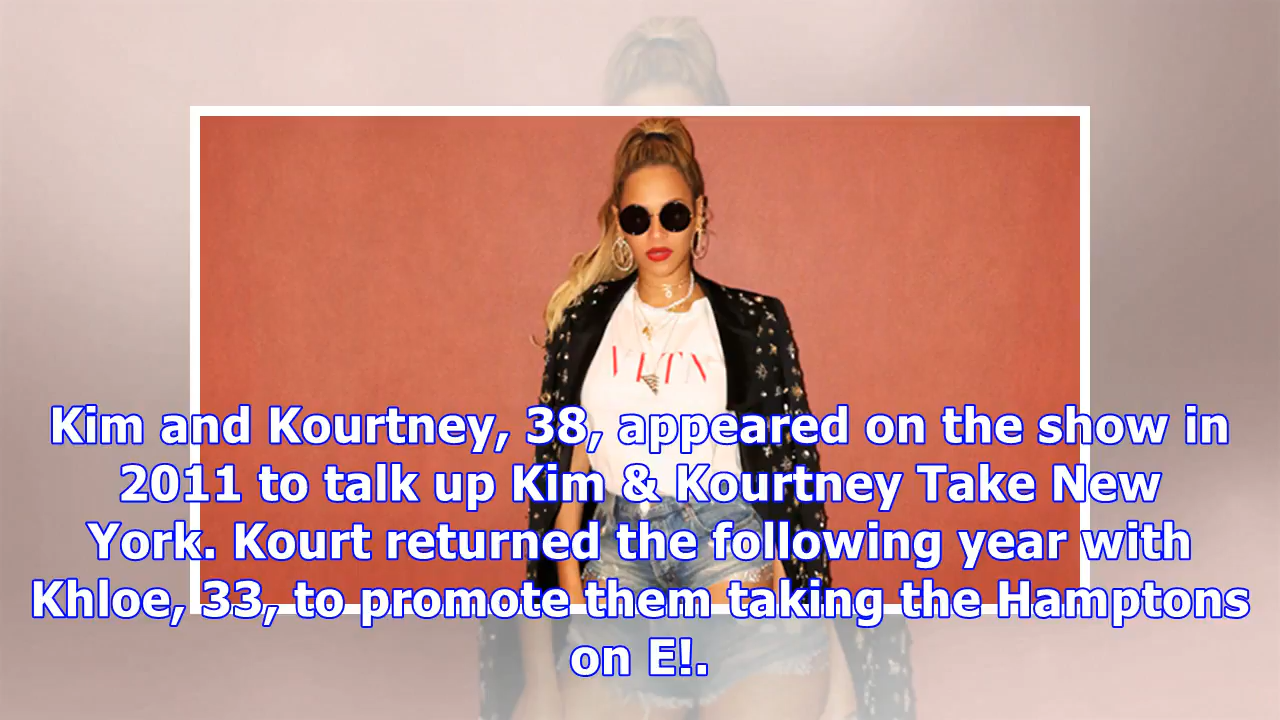 VLTN
Kim and Kourtney, 38, appeared on the show in
2011 to talk up Kim & Kourtney Take New
York. Kourt returned the following year with
Khloe, 33, to promote them taking the Hamptons
on E!.